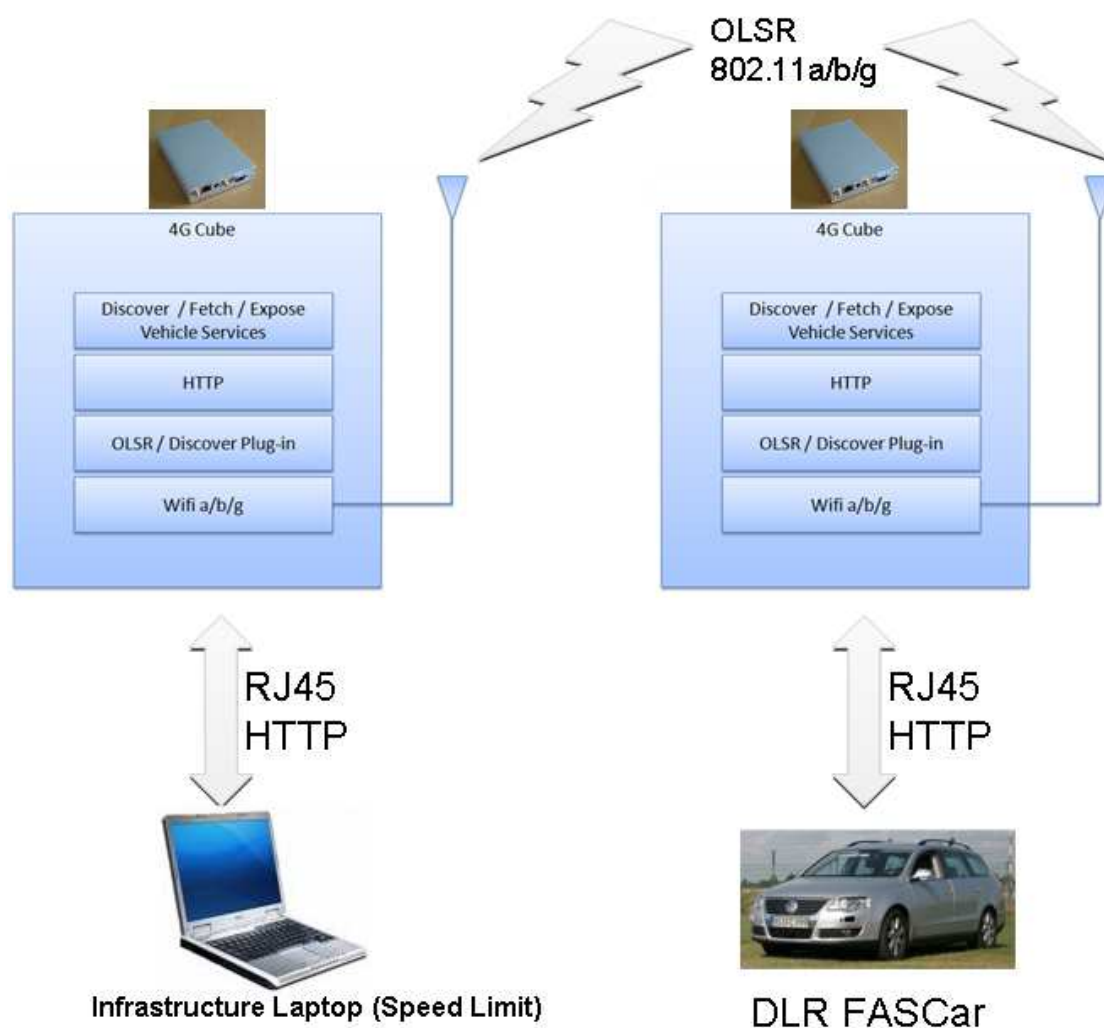 OLSR
802.11a/b/g
4G Cube
Discover / Fetch / Expose
Vehicle Services
HTTP
OLSR / Discover Plug-in
Wifi a/b/g
4G Cube
Discover / Fetch / Expose
Vehicle Services
HTTP
OLSR / Discover Plug-in
Wifi a/b/g
RJ45
HTTP
RJ45
HTTP
Infrastructure Laptop (Speed Limit)
DLR FASCar